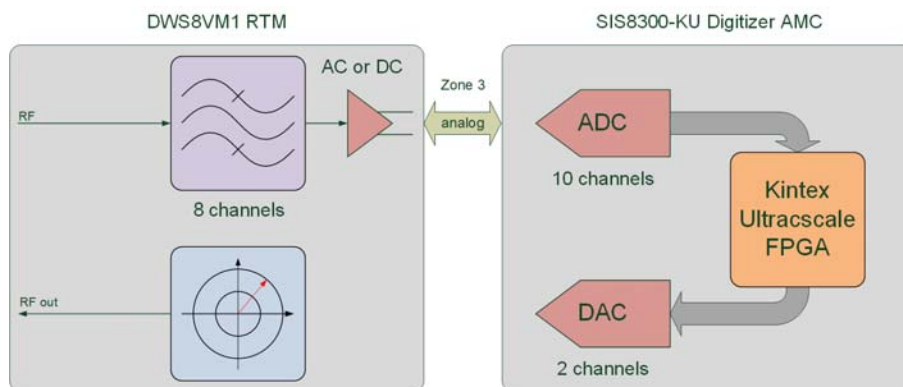 DWS8VM1 RTM
SIS8300-KU Digitizer AMC
AC or DC
Zone 3
RF
analog
ADC
8 channels
10 channels
Kintex
Ultracscale
FPGA
RF out
DAC
2 channels